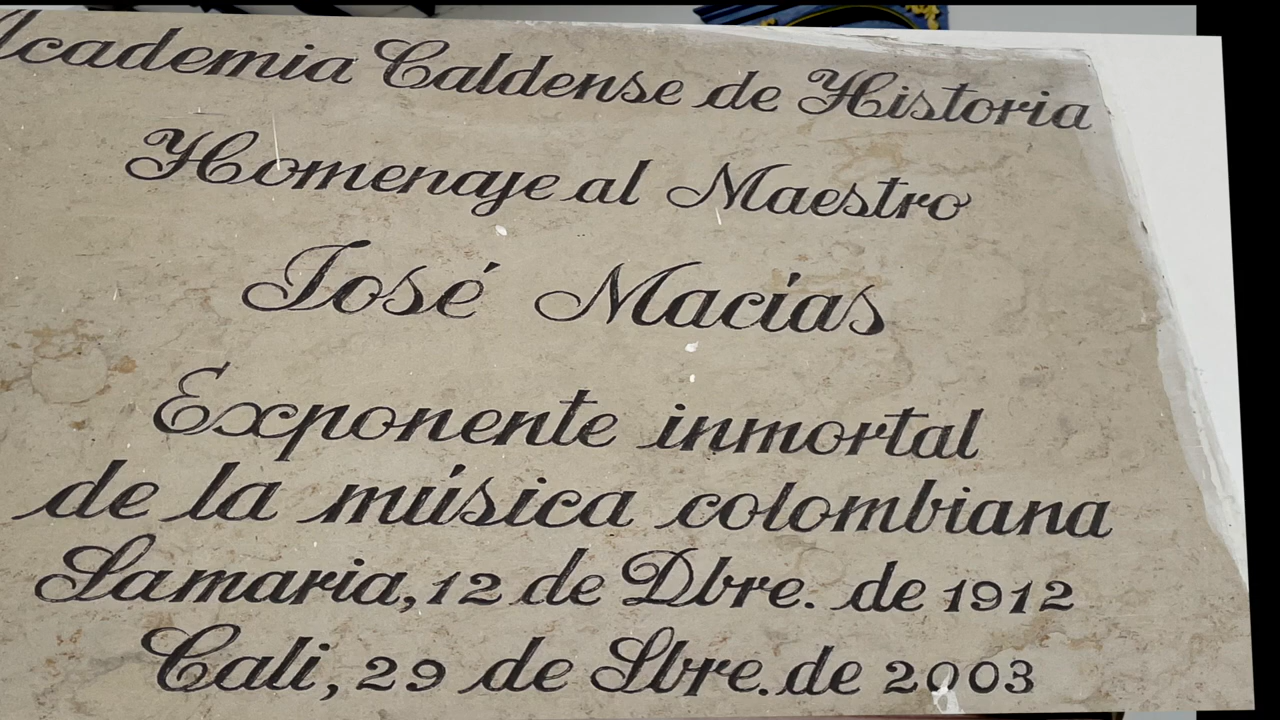 Academia Caldense de Historia
Homenaje al Maestro
José Macías
Exponente inmortal
de la música colombiana
Samaria, 12 de Dbre. de 1912
Cali, 29 de Sbre. de 2003